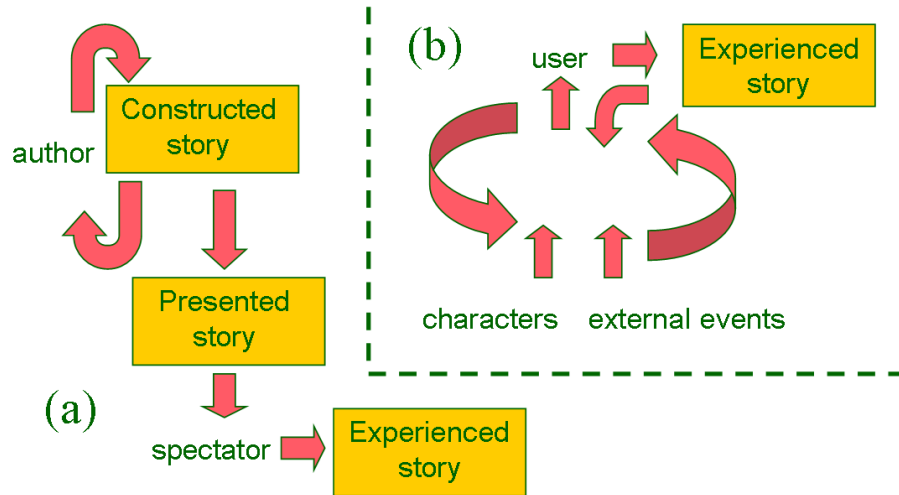 Constructed
story
author
Presented
story
(a)
spectator
Experienced
story
(b)
user
Experienced
story
characters
external events